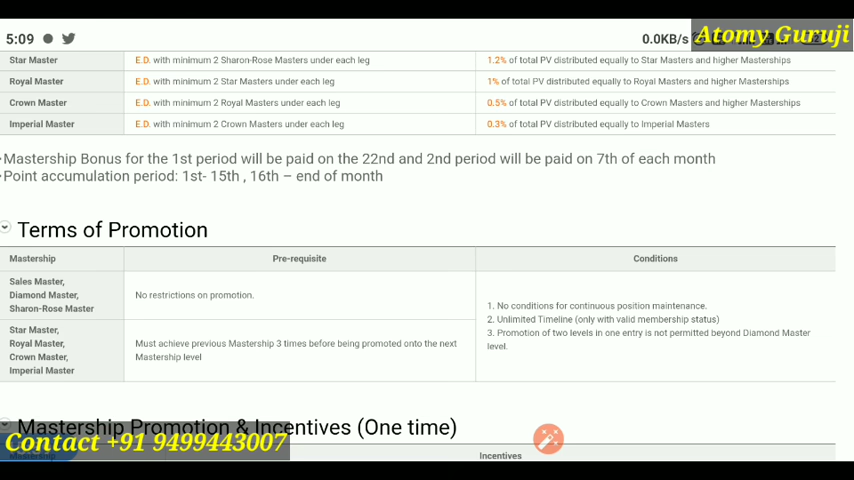 5:09
0.0KB/s
Atomy Guruji
Star Master E.D. with minimum 2 Sharon-Rose Masters under each leg 1.2% of total PV distributed equally to Star Masters and higher Masterships
Royal Master E.D. with minimum 2 Star Masters under each leg 1% of total PV distributed equally to Royal Masters and higher Masterships
Crown Master E.D. with minimum 2 Royal Masters under each leg 0.5% of total PV distributed equally to Crown Masters and higher Masterships
Imperial Master E.D. with minimum 2 Crown Masters under each leg 0.3% of total PV distributed equally to Imperial Masters
Mastership Bonus for the 1st period will be paid on the 22nd and 2nd period will be paid on 7th of each month
Point accumulation period: 1st- 15th , 16th – end of month
Terms of Promotion
Mastership Pre-requisite Conditions
Sales Master,
Diamond Master,
Sharon-Rose Master
No restrictions on promotion.
Star Master,
Royal Master,
Crown Master,
Imperial Master
Must achieve previous Mastership 3 times before being promoted onto the next
Mastership level
1. No conditions for continuous position maintenance.
2. Unlimited Timeline (only with valid membership status)
3. Promotion of two levels in one entry is not permitted beyond Diamond Master
level.
Mastership Promotion & Incentives (One time)
Contact +91 9499443007
Mastership Incentives